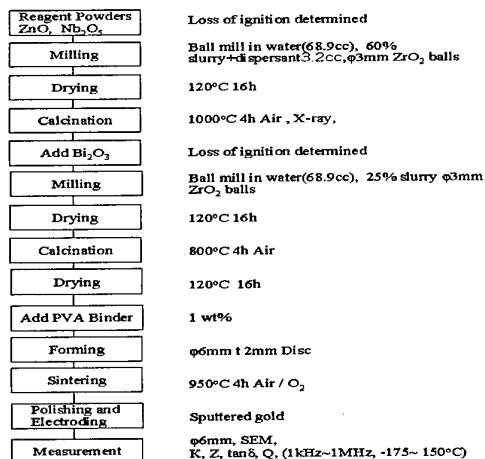 Reagent Powders
ZnO, Nb₂O₅
Loss of ignition determined
Milling
Ball mill in water(68.9cc), 60%
slurry+dispersant3.2cc,φ3mm ZrO₂ balls
Drying
120°C 16h
Calcination
1000°C 4h Air , X-ray,
Add Bi₂O₃
Loss of ignition determined
Milling
Ball mill in water(68.9cc), 25% slurry φ3mm
ZrO₂ balls
Drying
120°C 16h
Calcination
800°C 4h Air
Drying
120°C 16h
Add PVA Binder
1 wt%
Forming
φ6mm t 2mm Disc
Sintering
950°C 4h Air / O₂
Polishing and
Electroding
Sputtered gold
Measurement
φ6mm, SEM,
K, Z, tanδ, Q, (1kHz~1MHz, -175~ 150°C)